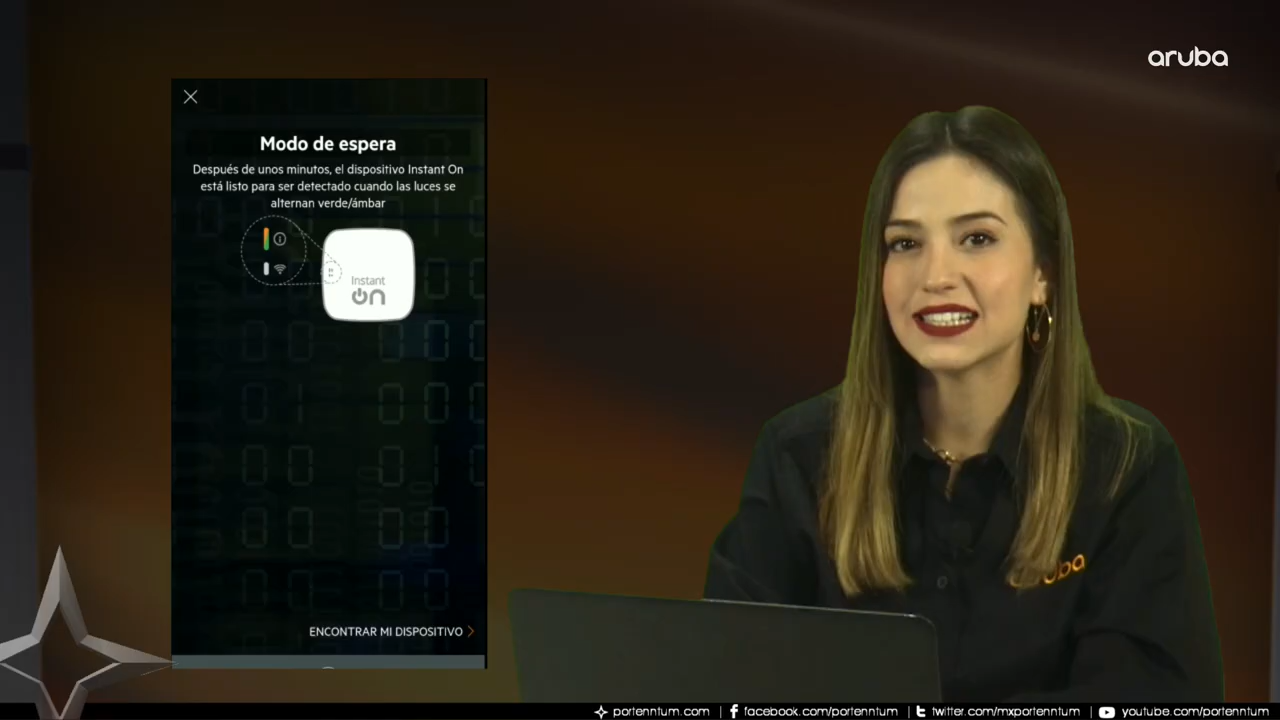 aruba
Modo de espera
Después de unos minutos, el dispositivo Instant On
está listo para ser detectado cuando las luces se
alternan verde/ámbar
Instant
on
ENCONTRAR MI DISPOSITIVO
aruba
portenntum.com | facebook.com/portenntum | twitter.com/mxportenntum | youtube.com/portenntum